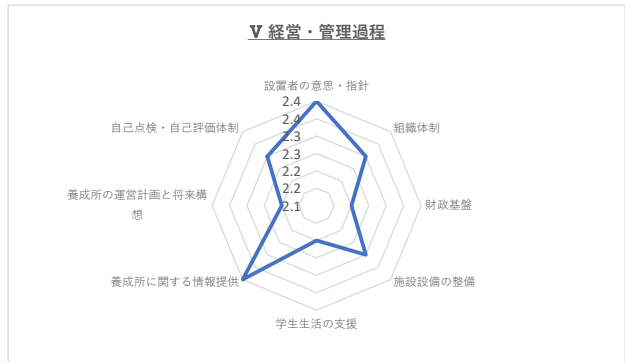 Ⅴ 経営・管理過程
設置者の意思・指針
2.4
2.4
2.3
2.3
2.2
2.2
2.1
組織体制
財政基盤
施設設備の整備
学生生活の支援
養成所に関する情報提供
養成所の運営計画と将来構
想
自己点検・自己評価体制